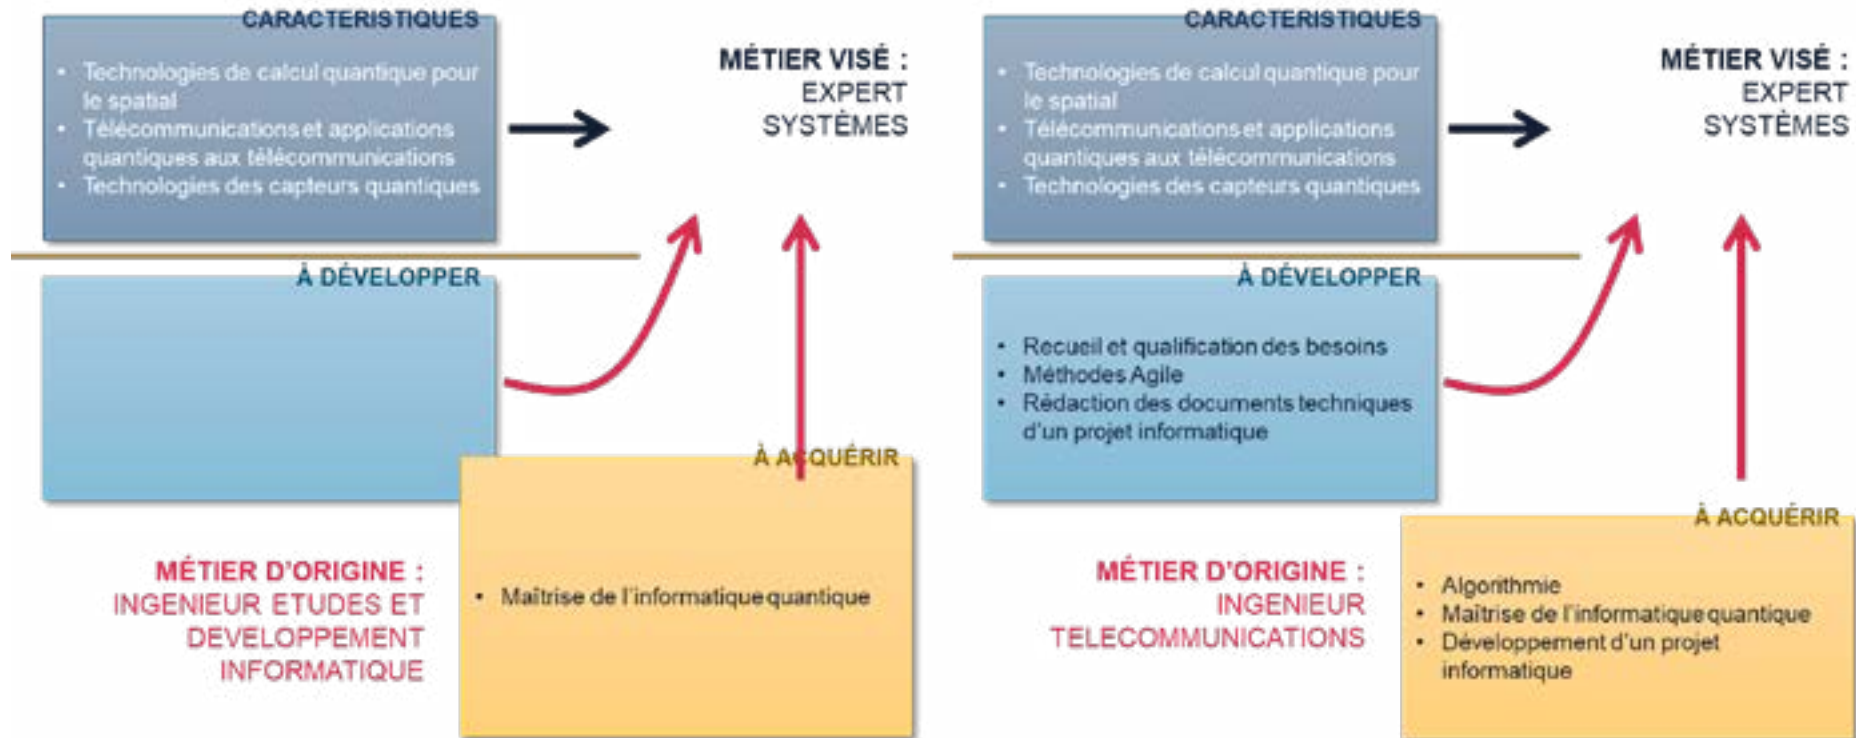 CARACTERISTIQUES
• Technologies de calcul quantique pour
le spatial
• Télécommunications et applications
quantiques aux télécommunications
• Technologies des capteurs quantiques
MÉTIER VISÉ :
EXPERT
SYSTÈMES
À DÉVELOPPER
À ACQUÉRIR
• Maîtrise de l'informatique quantique
MÉTIER D'ORIGINE :
INGENIEUR ETUDES ET
DEVELOPPEMENT
INFORMATIQUE
CARACTERISTIQUES
• Technologies de calcul quantique pour
le spatial
• Télécommunications et applications
quantiques aux télécommunications
• Technologies des capteurs quantiques
MÉTIER VISÉ :
EXPERT
SYSTÈMES
À DÉVELOPPER
• Recueil et qualification des besoins
• Méthodes Agile
• Rédaction des documents techniques
d'un projet informatique
À ACQUÉRIR
• Algorithmie
• Maîtrise de l'informatique quantique
• Développement d'un projet
informatique
MÉTIER D'ORIGINE :
INGENIEUR
TELECOMMUNICATIONS